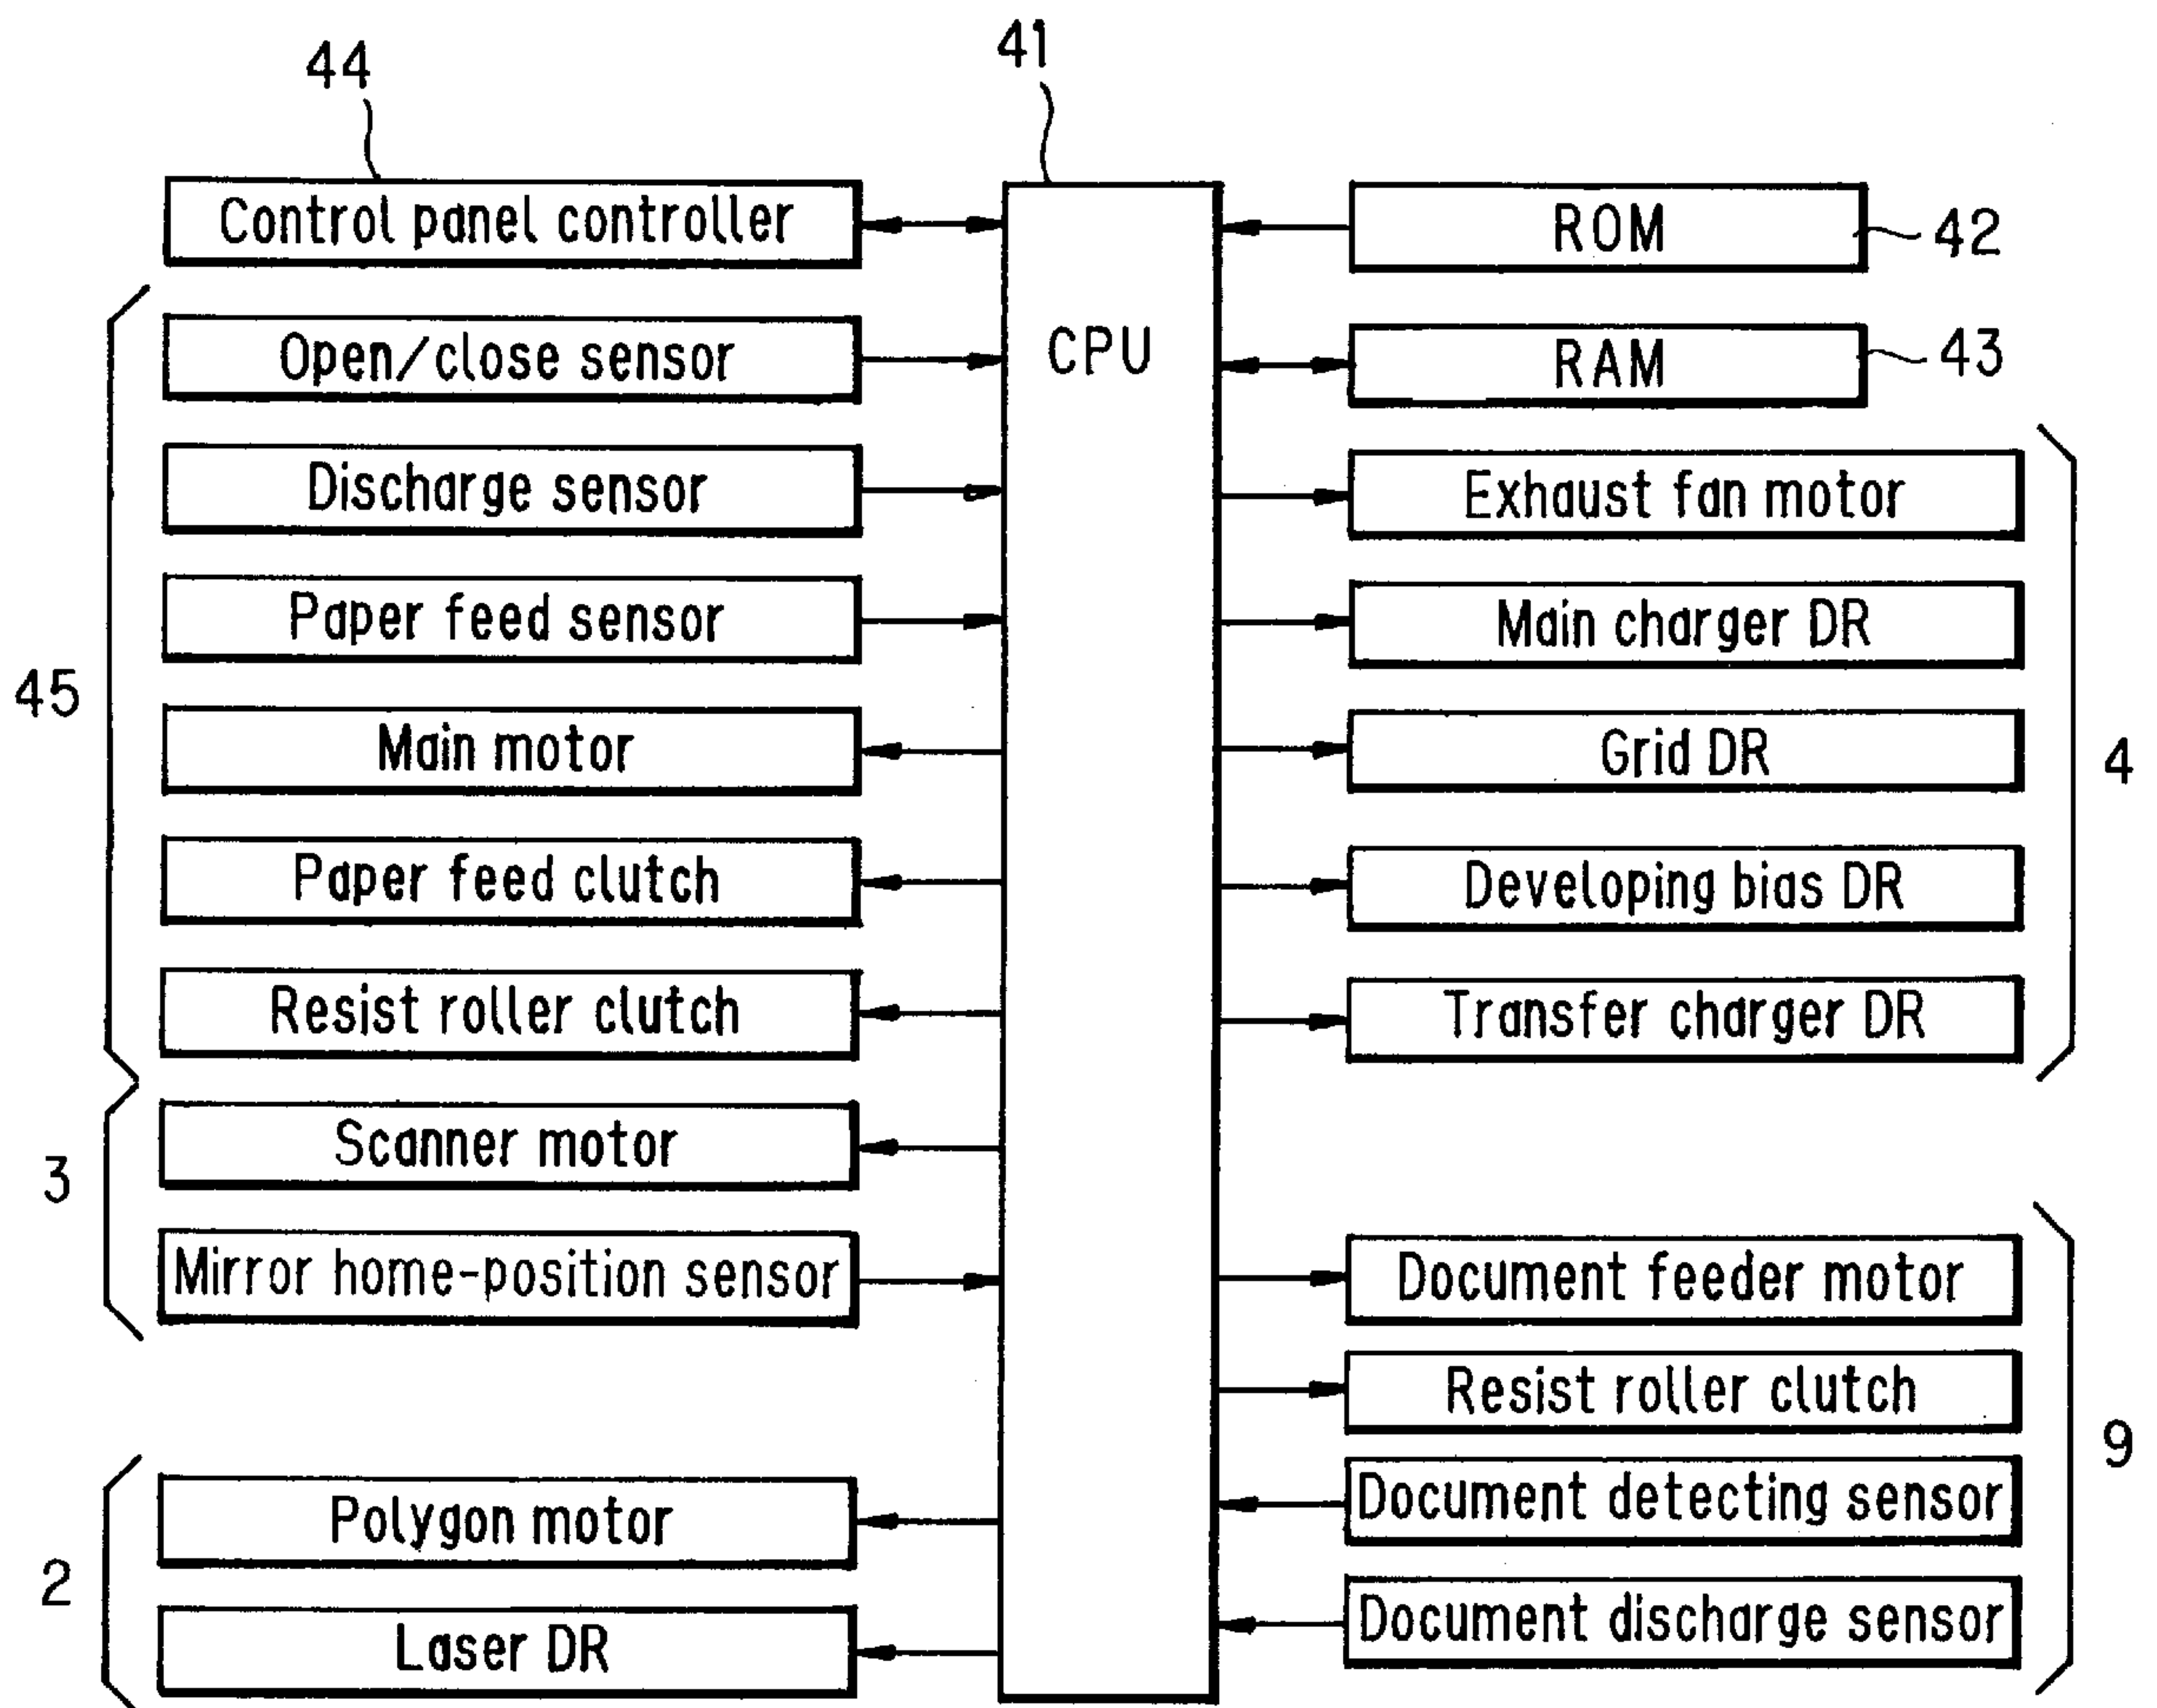 44
41
Control panel controller
ROM
42
Open/close sensor
CPU
RAM
43
Discharge sensor
Exhaust fan motor
Paper feed sensor
Main charger DR
45
Main motor
Grid DR
4
Paper feed clutch
Developing bias DR
Resist roller clutch
Transfer charger DR
Scanner motor
3
Mirror home-position sensor
Document feeder motor
Resist roller clutch
9
Polygon motor
Document detecting sensor
2
Laser DR
Document discharge sensor